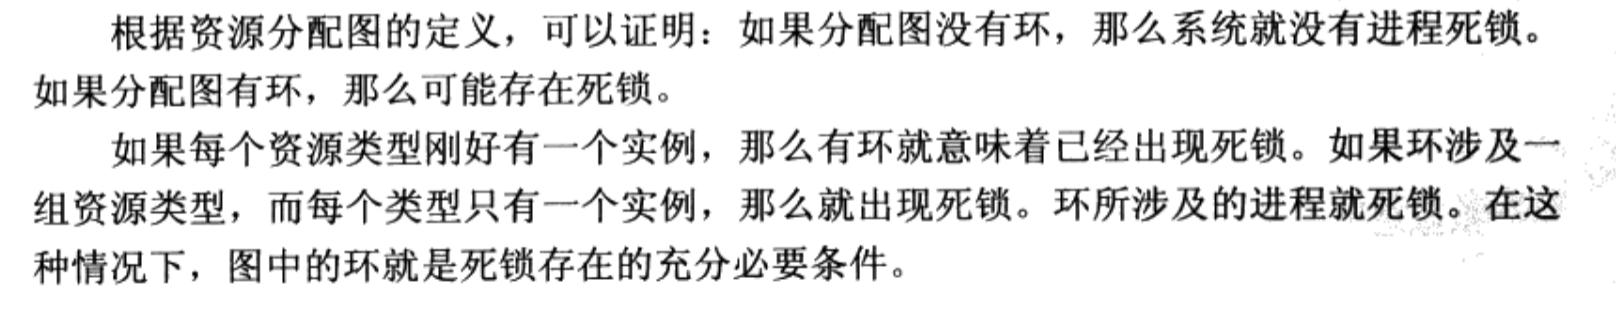 根据资源分配图的定义，可以证明：如果分配图没有环，那么系统就没有进程死锁。
如果分配图有环，那么可能存在死锁。
如果每个资源类型刚好有一个实例，那么有环就意味着已经出现死锁。如果环涉及一
组资源类型，而每个类型只有一个实例，那么就出现死锁。环所涉及的进程就死锁。在这
种情况下，图中的环就是死锁存在的充分必要条件。